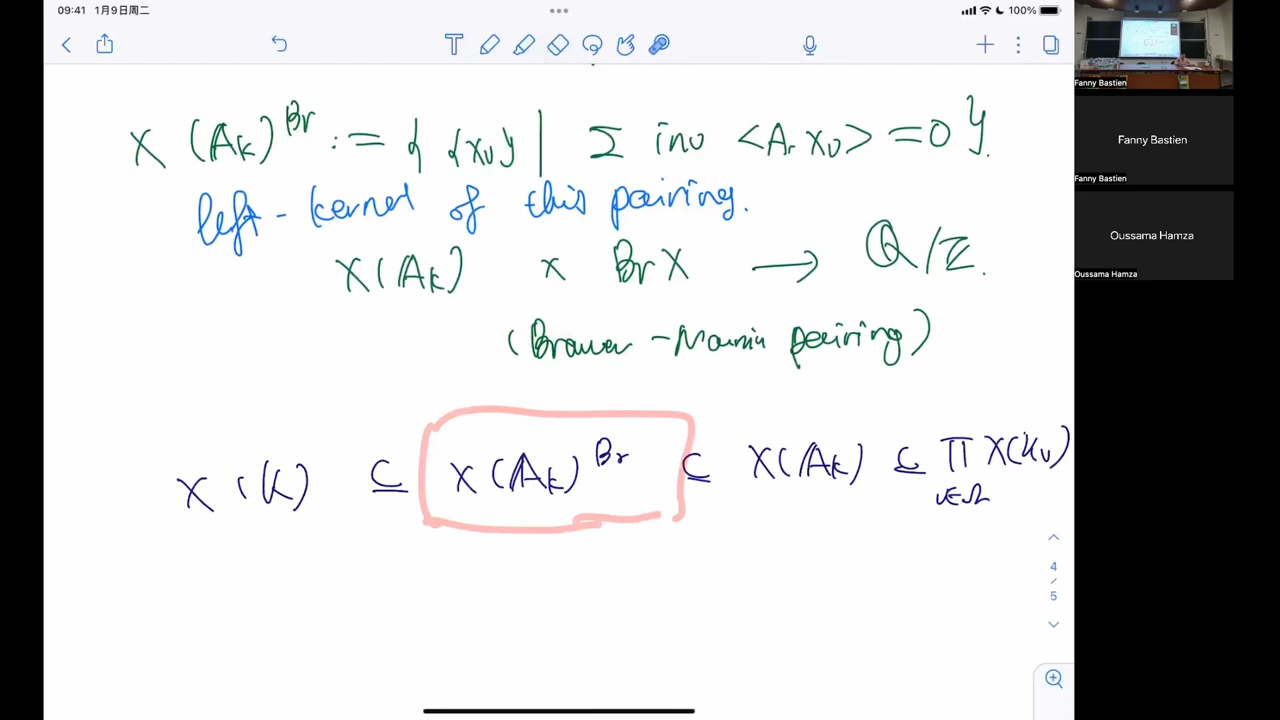 09:41 1月9日周二
100%
X(A_K)^Br := { {x_v} | Σ inv <A, x_v> = 0 }.
left-kernel of this pairing.
X(A_K) × Br X → Q/Z.
(Brauer-Manin pairing)
X(K) ⊆ X(A_K)^Br ⊆ X(A_K) ⊆ ∏ X(K_v)
v∈Ω
4
/
5
Fanny Bastien
Fanny Bastien
Fanny Bastien
Oussama Hamza
Oussama Hamza